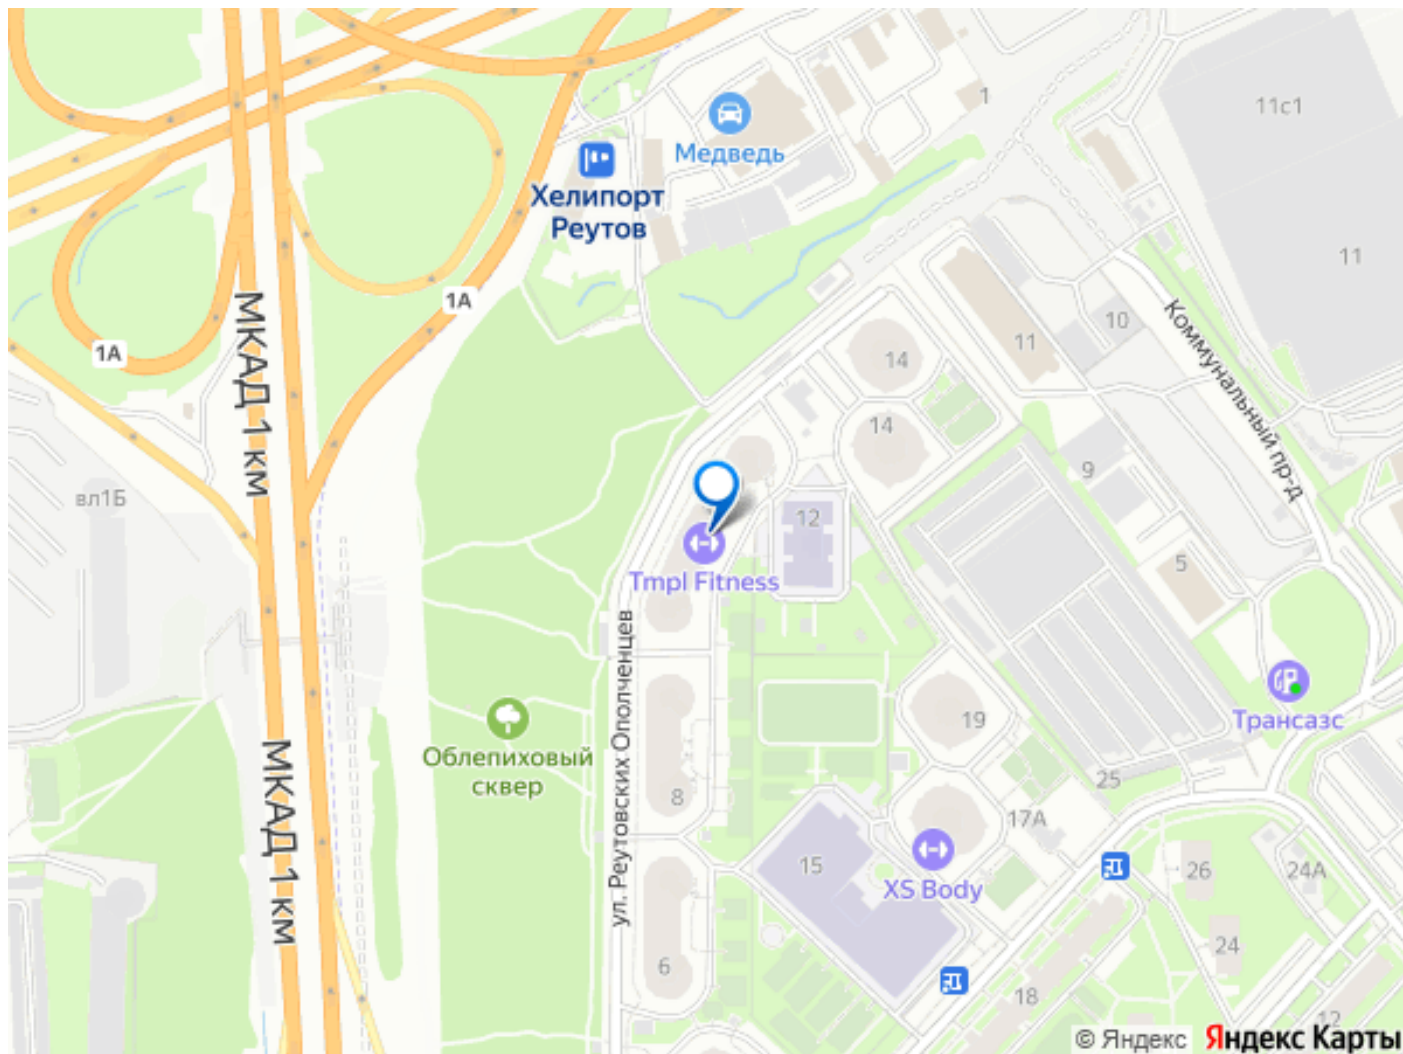 1
11с1
Медведь
Хелипорт
Реутов
11
1А
10
Коммунальный пр-д
МКАД 1 км
14
11
1А
14
9
вл1Б
12
5
Tmpl Fitness
ул. Реутовских Ополченцев
Трансазс
19
Облепиховый
сквер
МКАД 1 км
8
25
17А
15
26
24А
XS Body
24
6
18
12
© Яндекс
Яндекс Карты